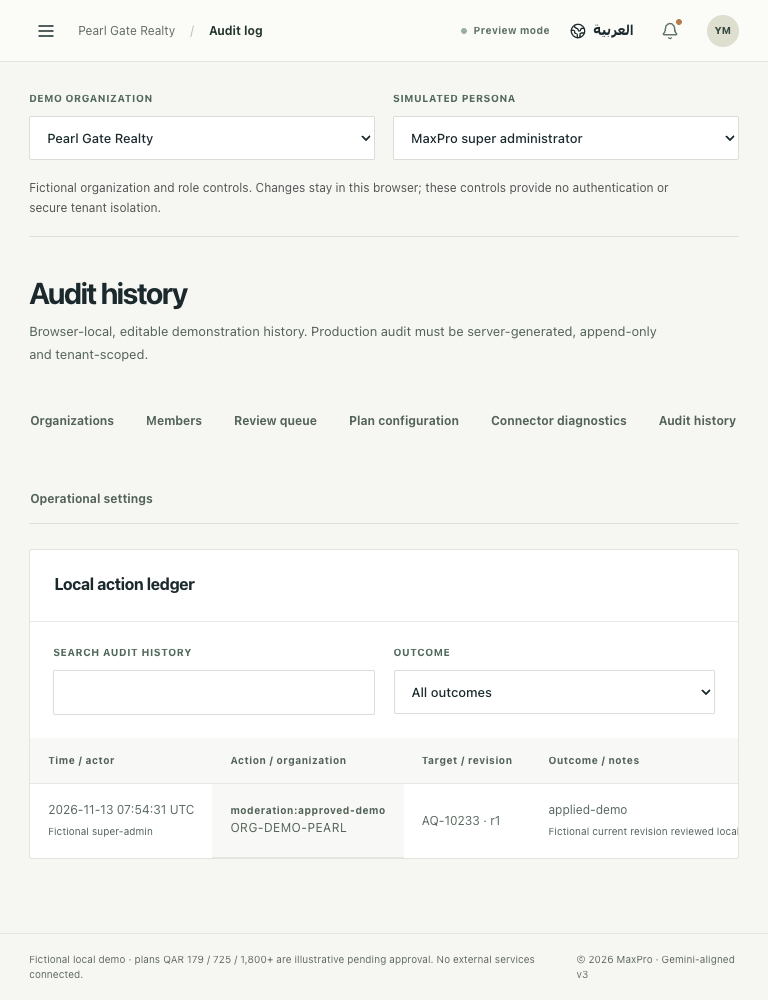 Pearl Gate Realty / Audit log
Preview mode
العربية
YM
DEMO ORGANIZATION
Pearl Gate Realty
SIMULATED PERSONA
MaxPro super administrator
Fictional organization and role controls. Changes stay in this browser; these controls provide no authentication or
secure tenant isolation.
Audit history
Browser-local, editable demonstration history. Production audit must be server-generated, append-only
and tenant-scoped.
Organizations Members Review queue Plan configuration Connector diagnostics Audit history
Operational settings
Local action ledger
SEARCH AUDIT HISTORY
OUTCOME
All outcomes
Time / actor Action / organization Target / revision Outcome / notes
2026-11-13 07:54:31 UTC
Fictional super-admin
moderation:approved-demo
ORG-DEMO-PEARL
AQ-10233 · r1
applied-demo
Fictional current revision reviewed local
Fictional local demo · plans QAR 179 / 725 / 1,800+ are illustrative pending approval. No external services
connected.
© 2026 MaxPro · Gemini-aligned
v3